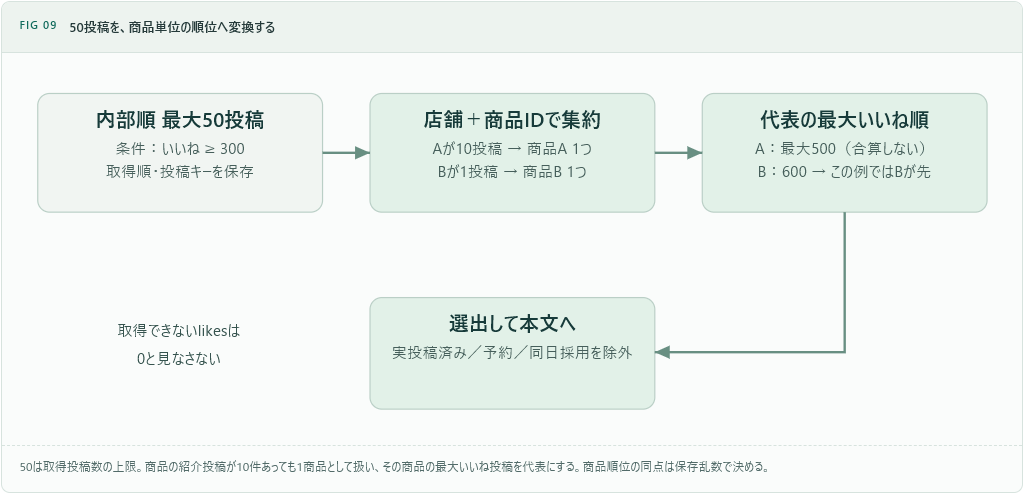 FIG 09 50投稿を、商品単位の順位へ変換する
内部順 最大50投稿
条件：いいね ≥ 300
取得順・投稿キーを保存
店舗＋商品IDで集約
Aが10投稿 → 商品A 1つ
Bが1投稿 → 商品B 1つ
代表の最大いいね順
A：最大500（合算しない）
B：600 → この例ではBが先
選出して本文へ
実投稿済み／予約／同日採用を除外
取得できないlikesは
0と見なさない
50は取得投稿数の上限。商品の紹介投稿が10件あっても1商品として扱い、その商品の最大いいね投稿を代表にする。商品順位の同点は保存乱数で決める。